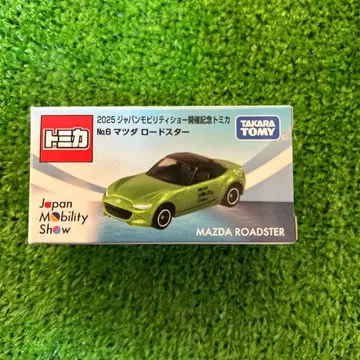 トミカ
2025 ジャパンモビリティショー開催記念トミカ
No.6 マツダ ロードスター
TAKARA
TOMY
Japan
Mobility
Show
MAZDA ROADSTER